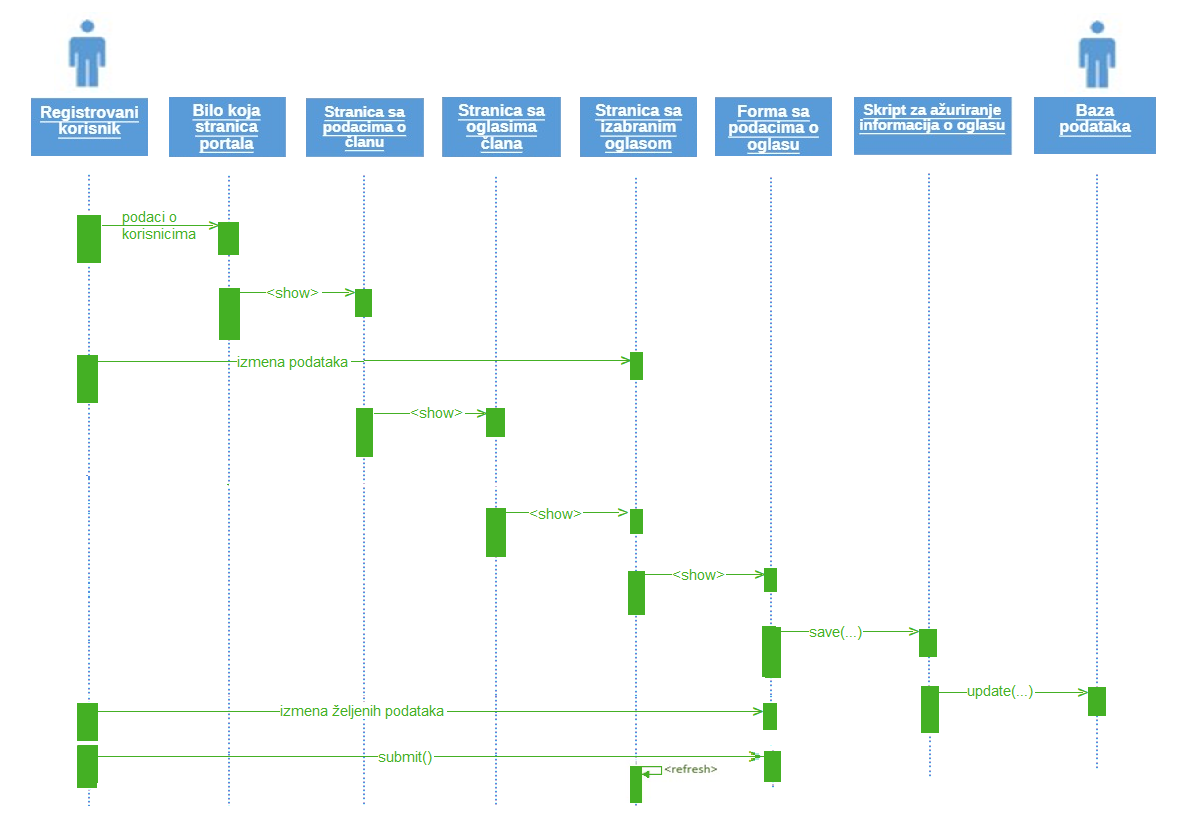 Registrovani
korisnik
Bilo koja
stranica
portala
Stranica sa
podacima o
članu
Stranica sa
oglasima
člana
Stranica sa
izabranim
oglasom
Forma sa
podacima o
oglasu
Skript za ažuriranje
informacija o oglasu
Baza
podataka
podaci o
korisnicima
<show>
izmena podataka
<show>
<show>
<show>
save(...)
update(...)
izmena željenih podataka
submit()
<refresh>